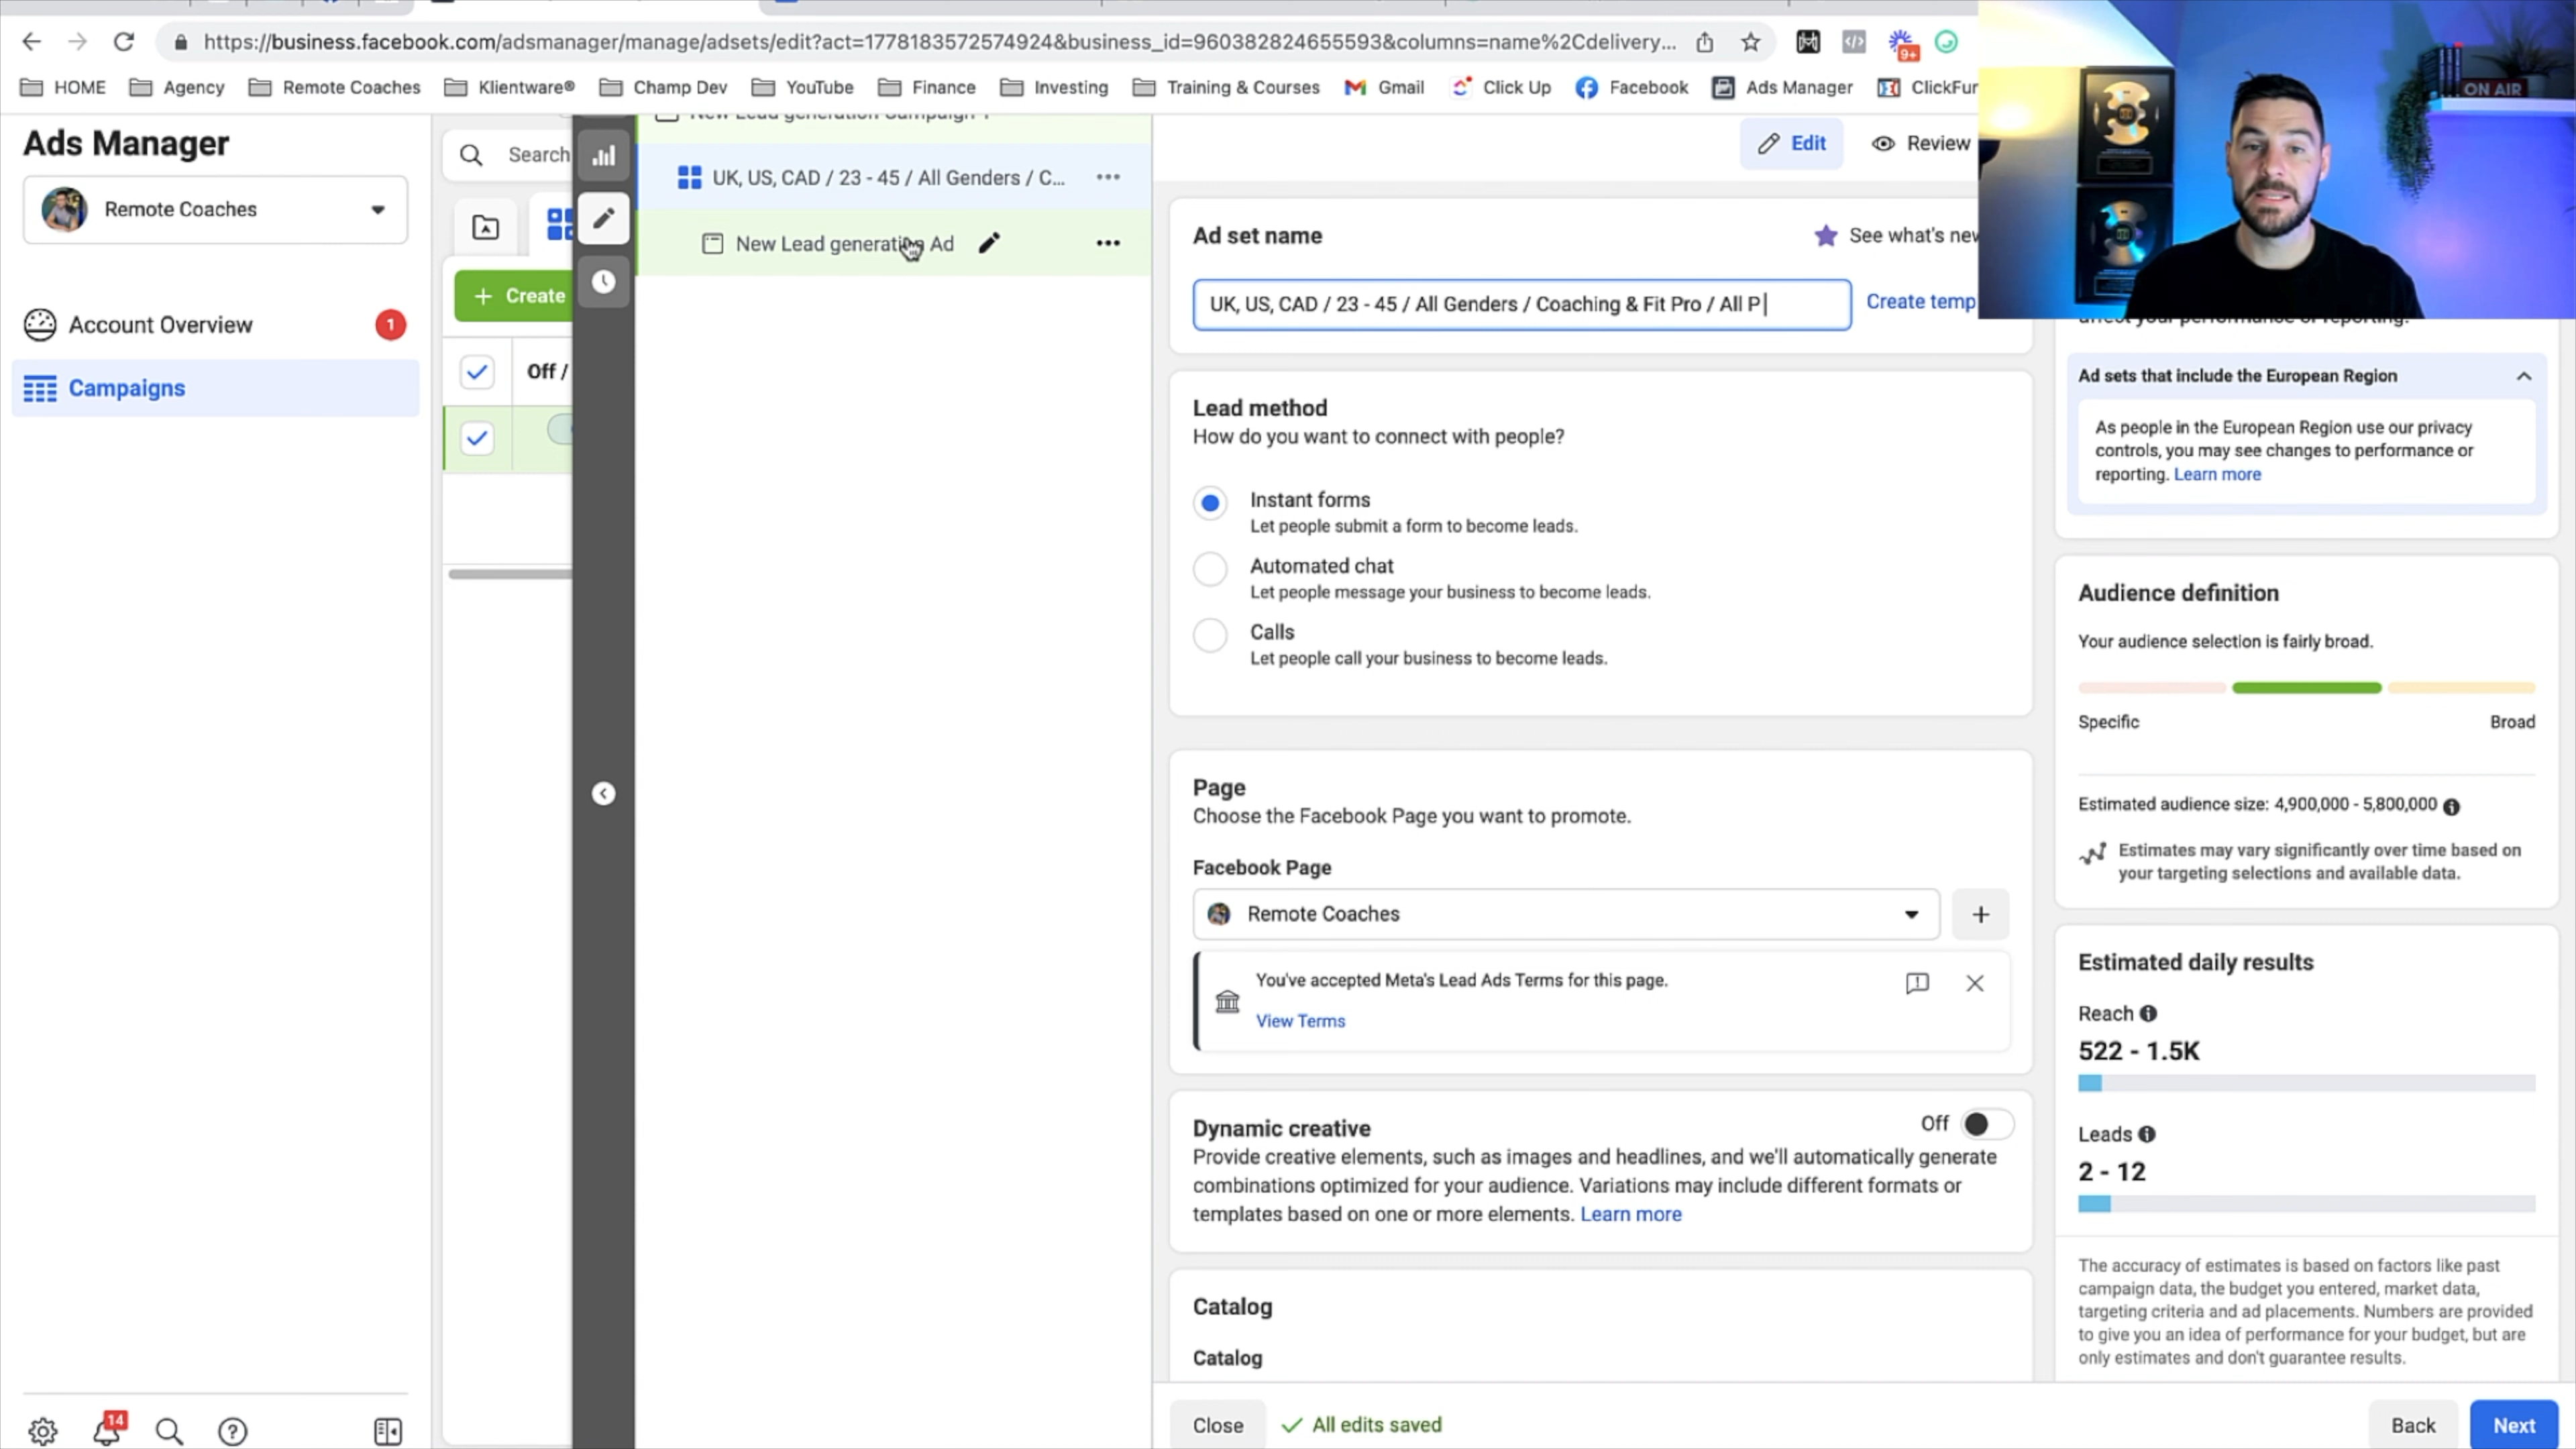 https://business.facebook.com/adsmanager/manage/adsets/edit?act=1778183572574924&business_id=960382824655593&columns=name%2Cdelivery...
9+
HOME
Agency
Remote Coaches
Klientware®
Champ Dev
YouTube
Finance
Investing
Training & Courses
Gmail
Click Up
Facebook
Ads Manager
ClickFun
ON AIR
Ads Manager
Remote Coaches
Account Overview
1
Campaigns
14
Search
Create
Off /
New Lead generation Campaign
UK, US, CAD / 23 - 45 / All Genders / C...
New Lead generation Ad
Edit
Review
Ad set name
See what's new
UK, US, CAD / 23 - 45 / All Genders / Coaching & Fit Pro / All P
Create temp
Lead method
How do you want to connect with people?
Instant forms
Let people submit a form to become leads.
Automated chat
Let people message your business to become leads.
Calls
Let people call your business to become leads.
Page
Choose the Facebook Page you want to promote.
Facebook Page
Remote Coaches
You've accepted Meta's Lead Ads Terms for this page.
View Terms
Dynamic creative
Off
Provide creative elements, such as images and headlines, and we'll automatically generate
combinations optimized for your audience. Variations may include different formats or
templates based on one or more elements. Learn more
Catalog
Catalog
Close
All edits saved
Back
Next
affect your performance or reporting.
Ad sets that include the European Region
As people in the European Region use our privacy
controls, you may see changes to performance or
reporting. Learn more
Audience definition
Your audience selection is fairly broad.
Specific
Broad
Estimated audience size: 4,900,000 - 5,800,000
Estimates may vary significantly over time based on
your targeting selections and available data.
Estimated daily results
Reach
522 - 1.5K
Leads
2 - 12
The accuracy of estimates is based on factors like past
campaign data, the budget you entered, market data,
targeting criteria and ad placements. Numbers are provided
to give you an idea of performance for your budget, but are
only estimates and don't guarantee results.